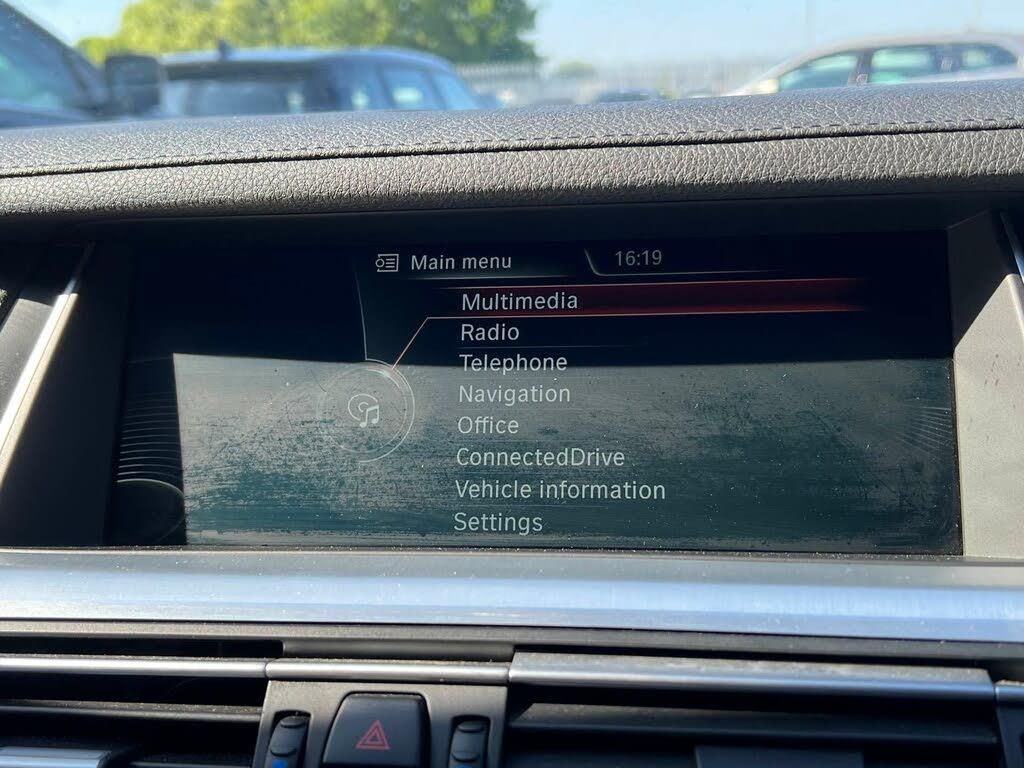 Main menu 16:19
Multimedia
Radio
Telephone
Navigation
Office
ConnectedDrive
Vehicle information
Settings